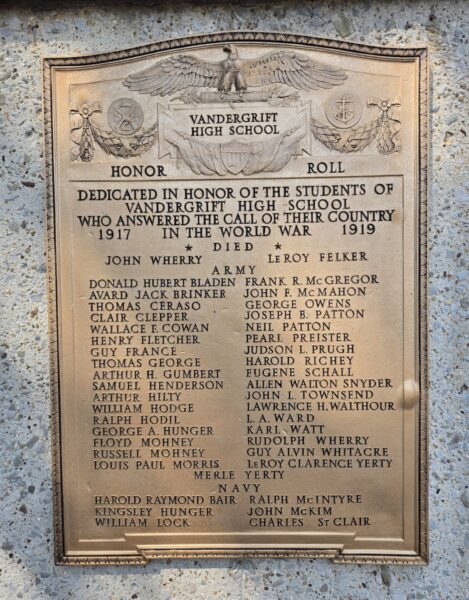 VANDERGRIFT
HIGH SCHOOL
HONOR ROLL
DEDICATED IN HONOR OF THE STUDENTS OF
VANDERGRIFT HIGH SCHOOL
WHO ANSWERED THE CALL OF THEIR COUNTRY
1917 IN THE WORLD WAR 1919
★ DIED ★
JOHN WHERRY LEROY FELKER
ARMY
DONALD HUBERT BLADEN FRANK R. MCGREGOR
AVARD JACK BRINKER JOHN F. MCMAHON
THOMAS CERASO GEORGE OWENS
CLAIR CLEPPER JOSEPH B. PATTON
WALLACE F. COWAN NEIL PATTON
HENRY FLETCHER PEARL PREISTER
GUY FRANCE JUDSON L. PRUGH
THOMAS GEORGE HAROLD RICHEY
ARTHUR H. GUMBERT EUGENE SCHALL
SAMUEL HENDERSON ALLEN WALTON SNYDER
ARTHUR HILTY JOHN L. TOWNSEND
WILLIAM HODGE LAWRENCE H. WALTHOUR
RALPH HODIL L. A. WARD
GEORGE A. HUNGER KARL WATT
FLOYD MOHNEY RUDOLPH WHERRY
RUSSELL MOHNEY GUY ALVIN WHITACRE
LOUIS PAUL MORRIS LEROY CLARENCE YERTY
MERLE YERTY
NAVY
HAROLD RAYMOND BAIR RALPH MCINTYRE
KINGSLEY HUNGER JOHN MCKIM
WILLIAM LOCK CHARLES ST CLAIR